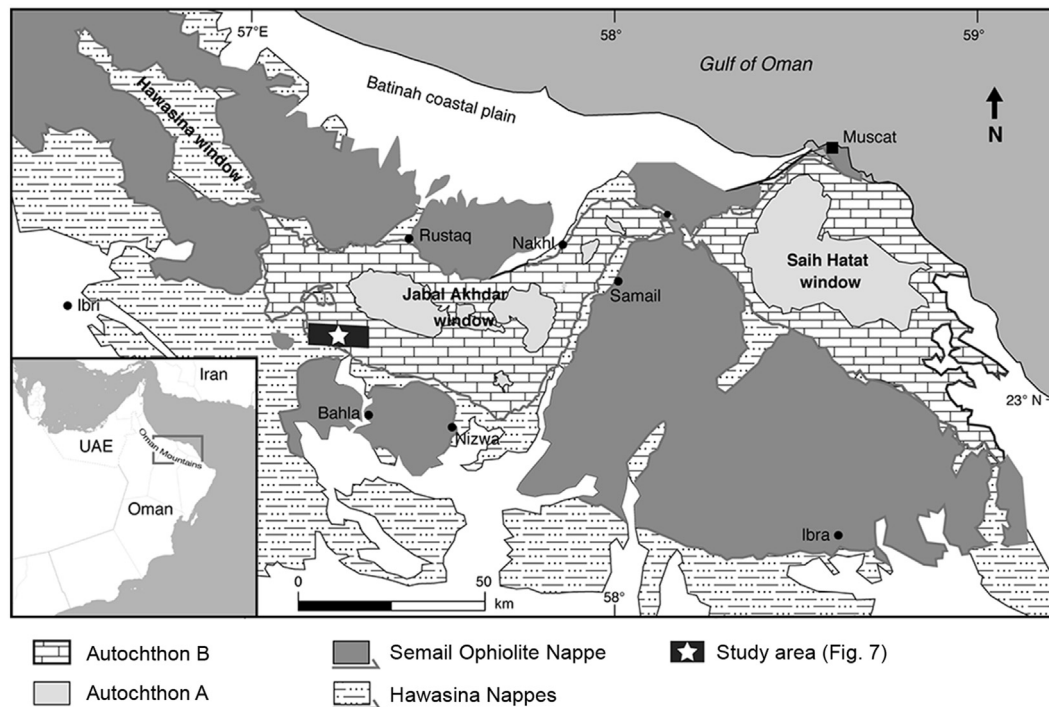 57°E
58°
59°
Gulf of Oman
Batinah coastal plain
N
Hawasina window
Muscat
Rustaq
Nakhl
Saih Hatat
window
Jabal Akhdar
window
Samail
Ibri
23° N
Bahla
Nizwa
Ibra
0 50
km
58°
Iran
UAE
Oman Mountains
Oman
Autochthon B
Semail Ophiolite Nappe
Study area (Fig. 7)
Autochthon A
Hawasina Nappes